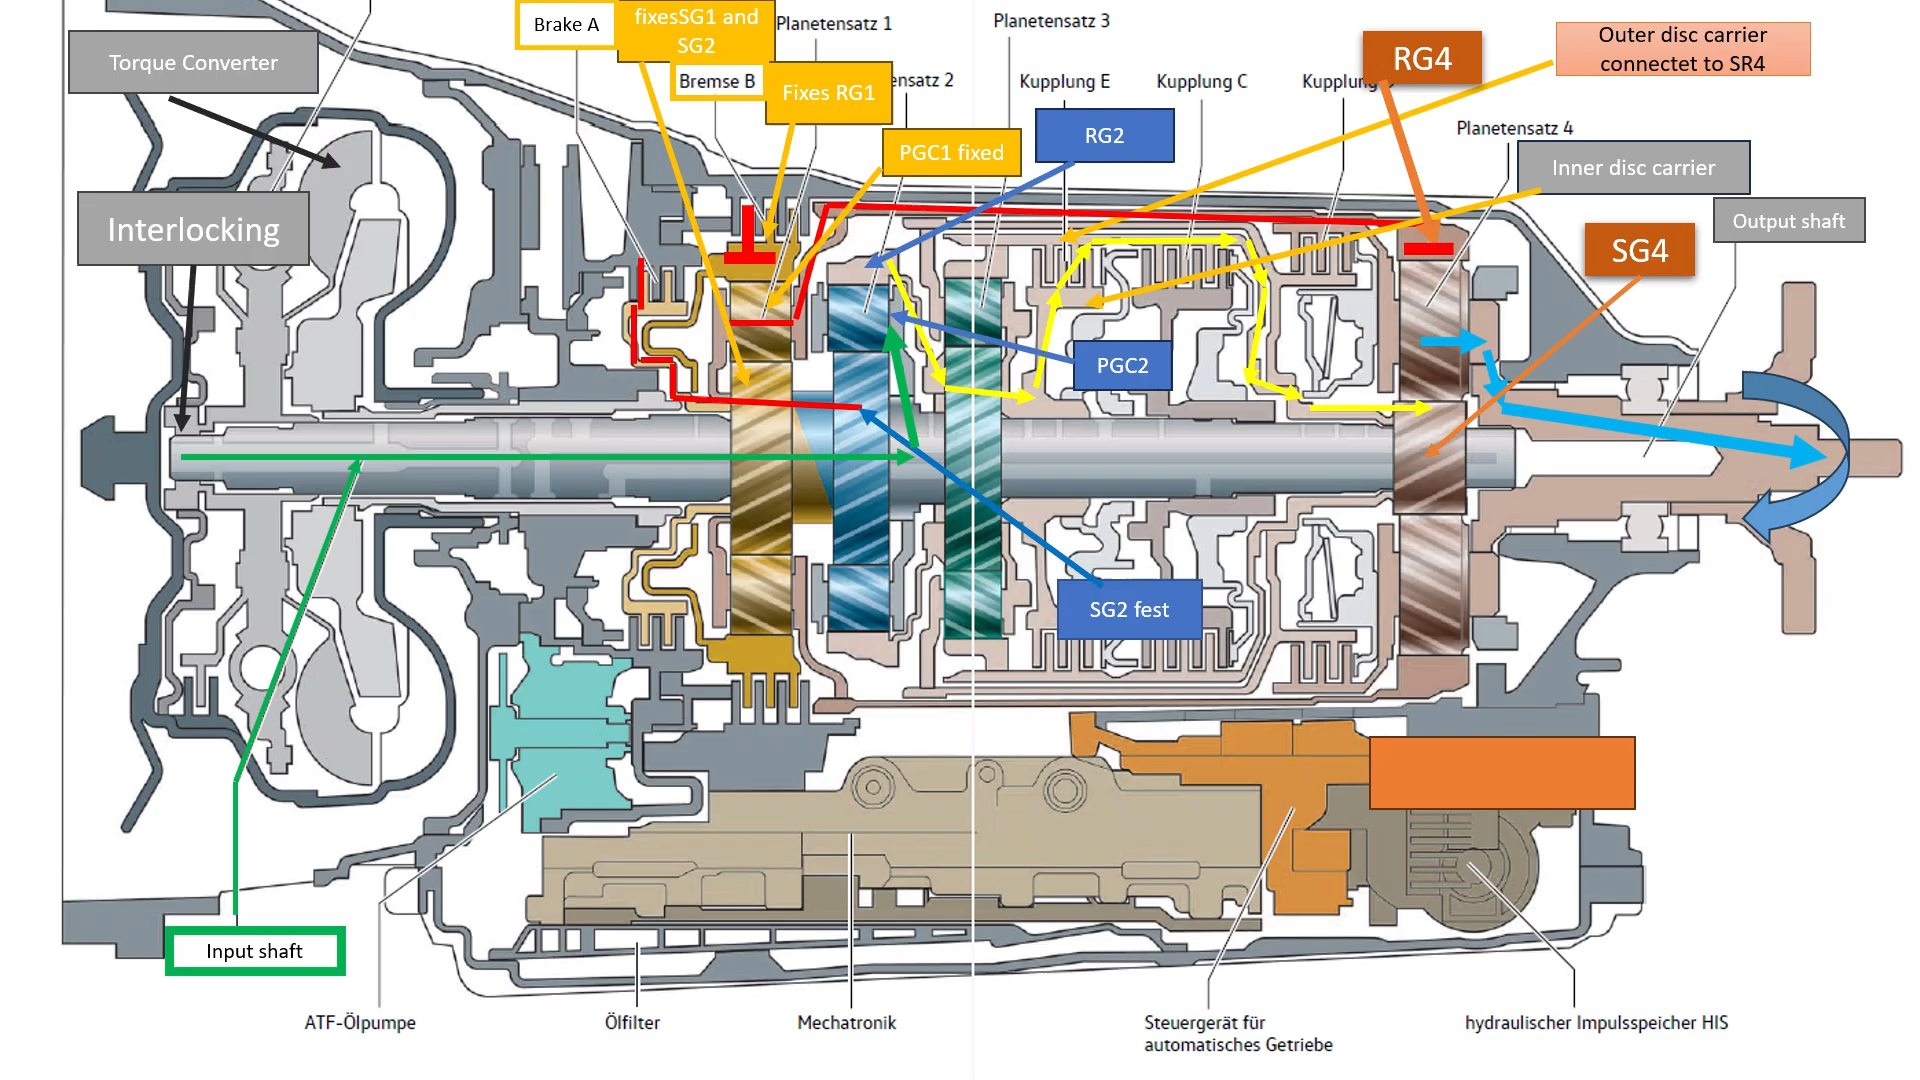 Brake A
fixesSG1 and
SG2
Planetensatz 1
Planetensatz 3
Outer disc carrier
connectet to SR4
Torque Converter
Bremse B
Fixes RG1
ensatz 2
Kupplung E
Kupplung C
Kupplung
RG4
Planetensatz 4
PGC1 fixed
RG2
Inner disc carrier
Interlocking
Output shaft
SG4
PGC2
SG2 fest
Input shaft
ATF-Ölpumpe
Ölfilter
Mechatronik
Steuergerät für
automatisches Getriebe
hydraulischer Impulsspeicher HIS